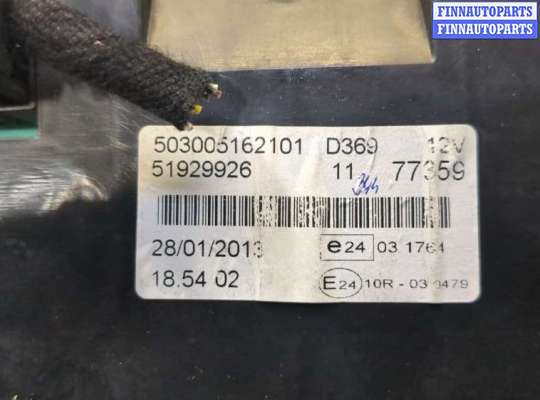 FINNAUTOPARTS
FINNAUTOPARTS
503005162101 D369 12V
51929926 11 77359
28/01/2013 e24 03 1764
18.54 02 E24 10R - 03 0479